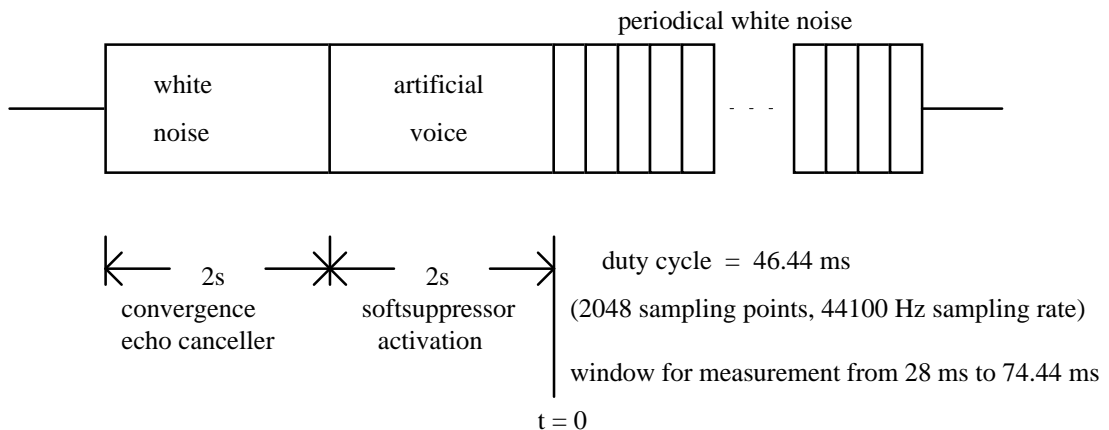 periodical white noise
white
noise
artificial
voice
- - -
2s
convergence
echo canceller
2s
softsuppressor
activation
duty cycle = 46.44 ms
(2048 sampling points, 44100 Hz sampling rate)
window for measurement from 28 ms to 74.44 ms
t = 0